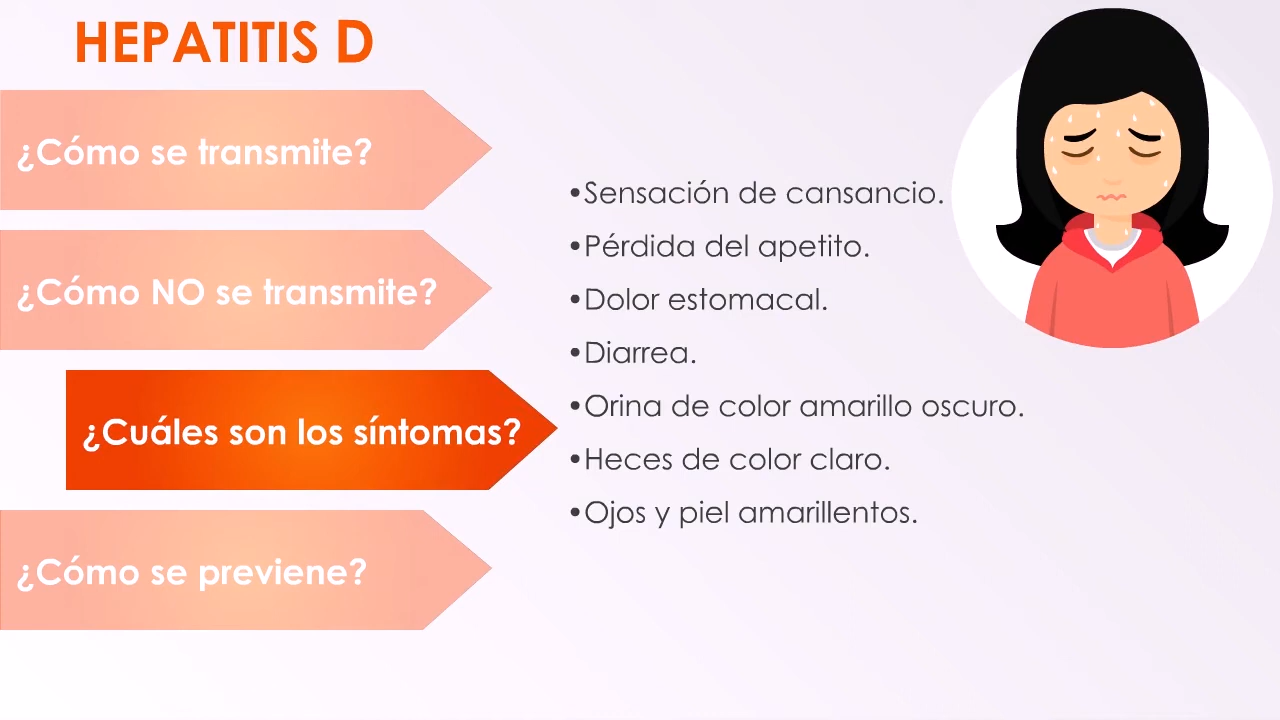 HEPATITIS D
¿Cómo se transmite?
¿Cómo NO se transmite?
¿Cuáles son los síntomas?
¿Cómo se previene?
•Sensación de cansancio.
•Pérdida del apetito.
•Dolor estomacal.
•Diarrea.
•Orina de color amarillo oscuro.
•Heces de color claro.
•Ojos y piel amarillentos.